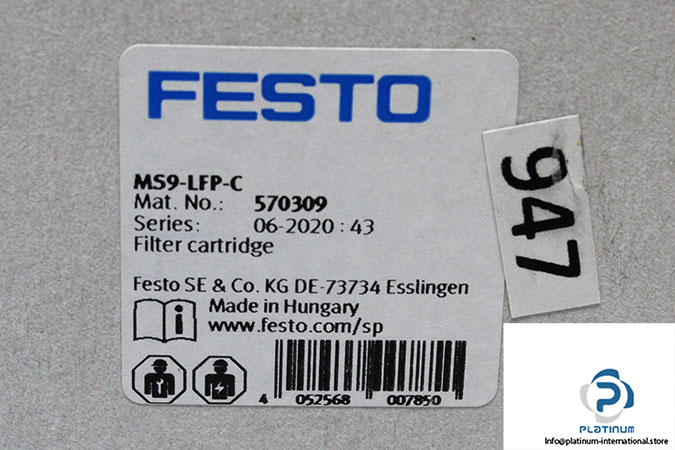 FESTO
MS9-LFP-C
Mat. No.: 570309
Series: 06-2020 : 43
Filter cartridge
Festo SE & Co. KG DE-73734 Esslingen
Made in Hungary
www.festo.com/sp
4 052568 007850
947
PLATINUM
Info@platinum-international.store